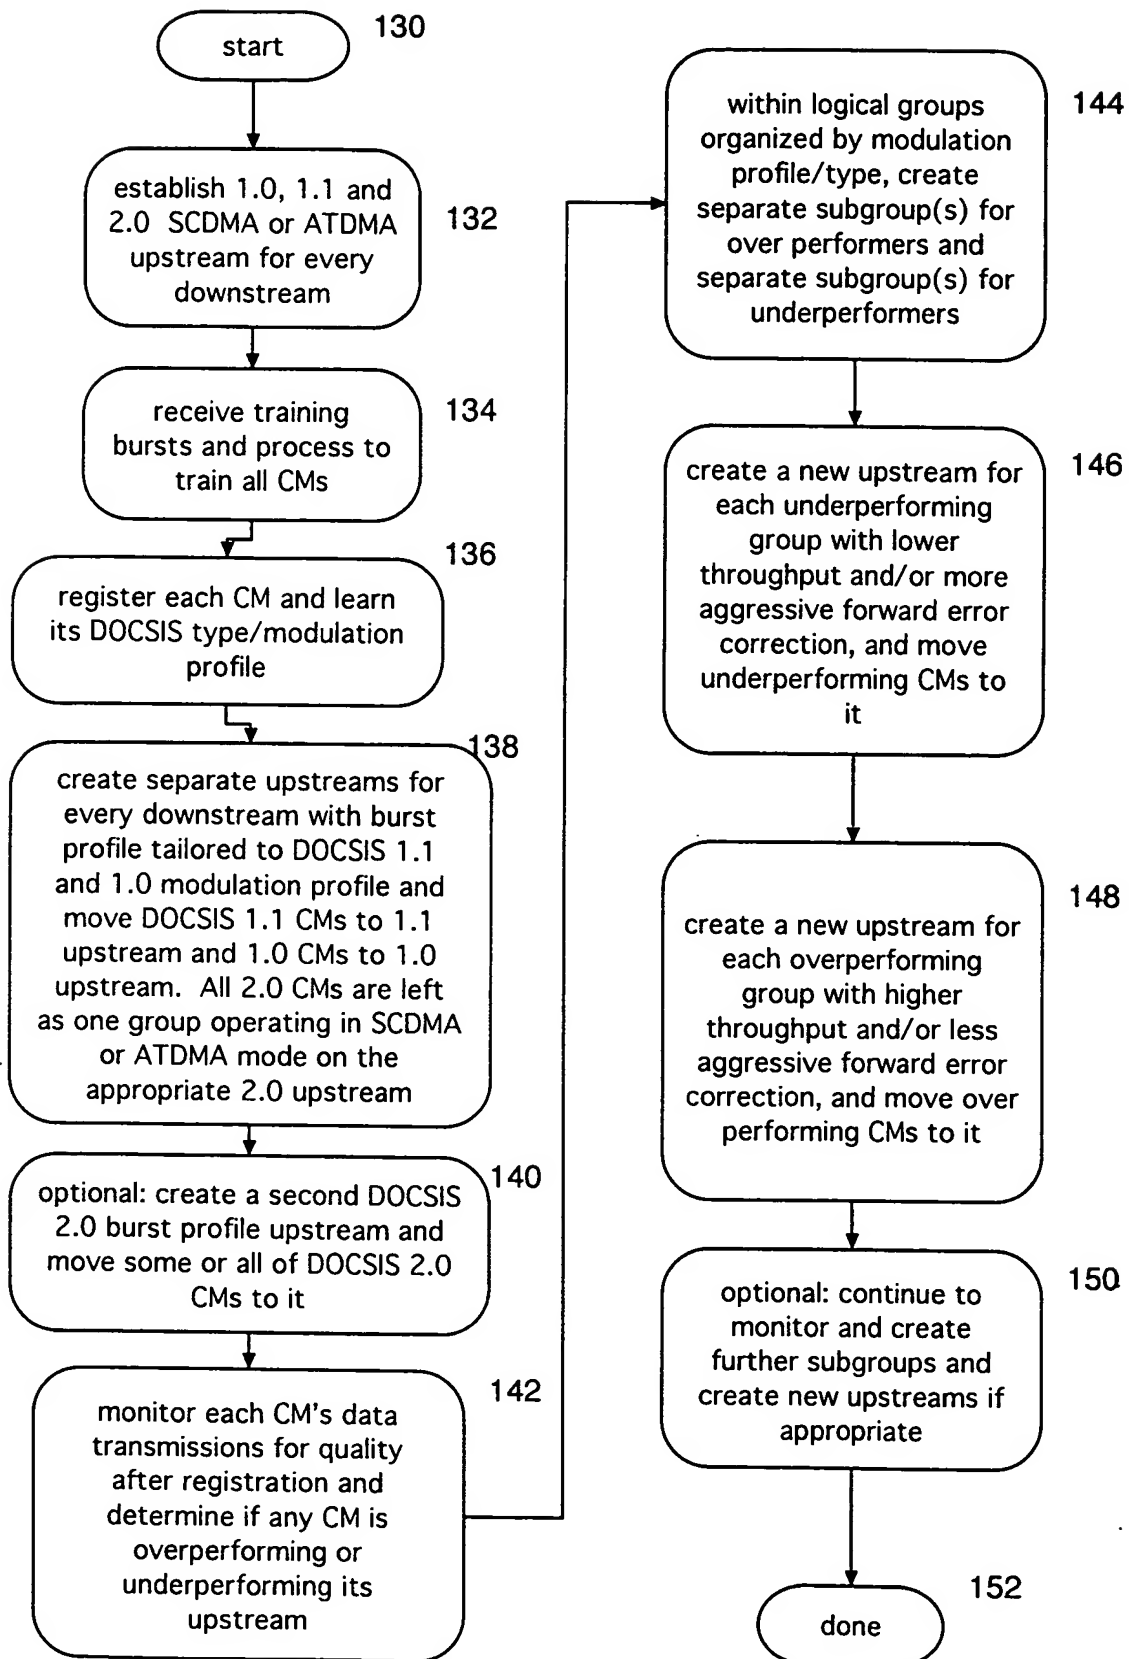 start
130
establish 1.0, 1.1 and
2.0 SCDMA or ATDMA
upstream for every
downstream
132
receive training
bursts and process to
train all CMs
134
register each CM and learn
its DOCSIS type/modulation
profile
136
create separate upstreams for
every downstream with burst
profile tailored to DOCSIS 1.1
and 1.0 modulation profile and
move DOCSIS 1.1 CMs to 1.1
upstream and 1.0 CMs to 1.0
upstream. All 2.0 CMs are left
as one group operating in SCDMA
or ATDMA mode on the
appropriate 2.0 upstream
138
optional: create a second DOCSIS
2.0 burst profile upstream and
move some or all of DOCSIS 2.0
CMs to it
140
monitor each CM's data
transmissions for quality
after registration and
determine if any CM is
overperforming or
underperforming its
upstream
142
within logical groups
organized by modulation
profile/type, create
separate subgroup(s) for
over performers and
separate subgroup(s) for
underperformers
144
create a new upstream for
each underperforming
group with lower
throughput and/or more
aggressive forward error
correction, and move
underperforming CMs to
it
146
create a new upstream for
each overperforming
group with higher
throughput and/or less
aggressive forward error
correction, and move over
performing CMs to it
148
optional: continue to
monitor and create
further subgroups and
create new upstreams if
appropriate
150
done
152